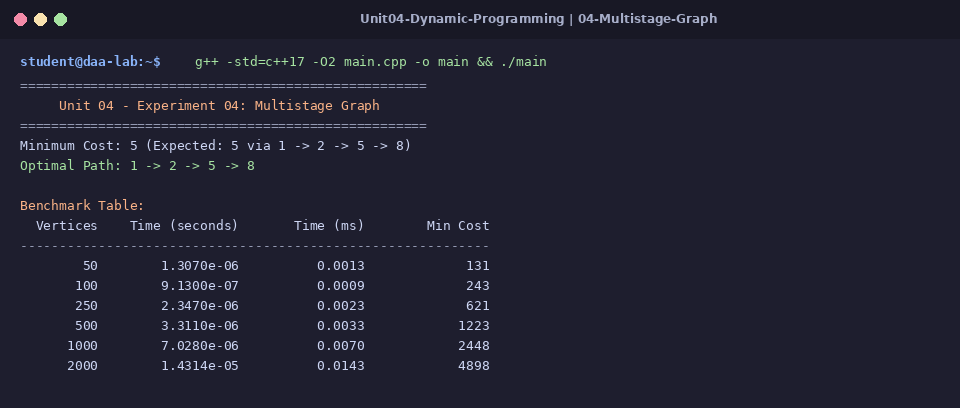 Unit04-Dynamic-Programming | 04-Multistage-Graph
student@daa-lab:~$ g++ -std=c++17 -O2 main.cpp -o main && ./main
====================================================
     Unit 04 - Experiment 04: Multistage Graph
====================================================
Minimum Cost: 5 (Expected: 5 via 1 -> 2 -> 5 -> 8)
Optimal Path: 1 -> 2 -> 5 -> 8
Benchmark Table:
  Vertices    Time (seconds)       Time (ms)        Min Cost
------------------------------------------------------------
        50        1.3070e-06          0.0013             131
       100        9.1300e-07          0.0009             243
       250        2.3470e-06          0.0023             621
       500        3.3110e-06          0.0033            1223
      1000        7.0280e-06          0.0070            2448
      2000        1.4314e-05          0.0143            4898